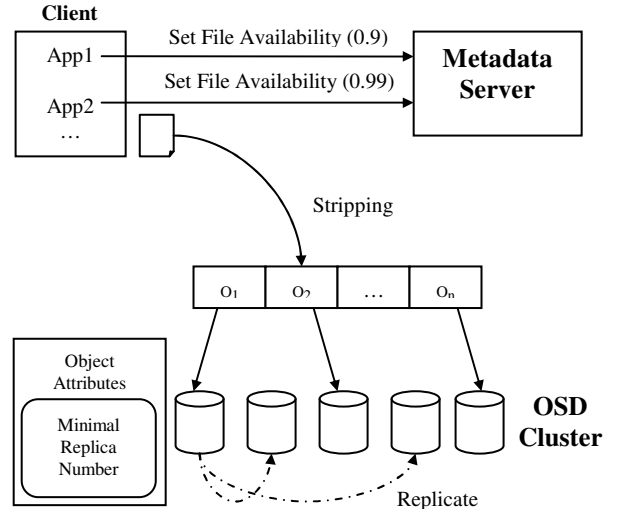 Client
App1
App2
…
Set File Availability (0.9)
Set File Availability (0.99)
Metadata
Server
Stripping
O1
O2
…
On
Object
Attributes
Minimal
Replica
Number
OSD
Cluster
Replicate